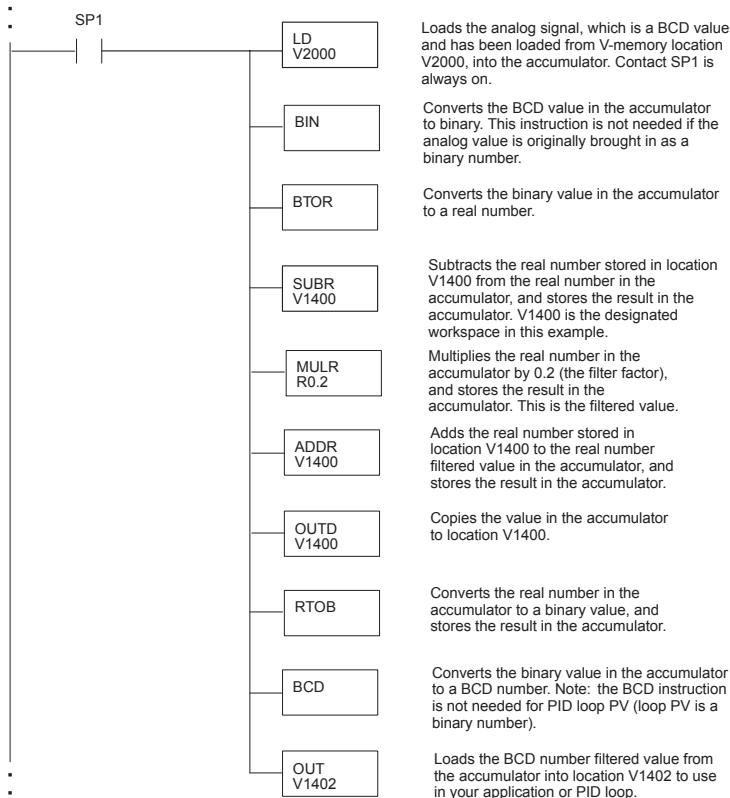 SP1
LD
V2000
Loads the analog signal, which is a BCD value
and has been loaded from V-memory location
V2000, into the accumulator. Contact SP1 is
always on.
BIN
Converts the BCD value in the accumulator
to binary. This instruction is not needed if the
analog value is originally brought in as a
binary number.
BTOR
Converts the binary value in the accumulator
to a real number.
SUBR
V1400
Subtracts the real number stored in location
V1400 from the real number in the
accumulator, and stores the result in the
accumulator. V1400 is the designated
workspace in this example.
MULR
R0.2
Multiplies the real number in the
accumulator by 0.2 (the filter factor),
and stores the result in the
accumulator. This is the filtered value.
ADDR
V1400
Adds the real number stored in
location V1400 to the real number
filtered value in the accumulator, and
stores the result in the accumulator.
OUTD
V1400
Copies the value in the accumulator
to location V1400.
RTOB
Converts the real number in the
accumulator to a binary value, and
stores the result in the accumulator.
BCD
Converts the binary value in the accumulator
to a BCD number. Note: the BCD instruction
is not needed for PID loop PV (loop PV is a
binary number).
OUT
V1402
Loads the BCD number filtered value from
the accumulator into location V1402 to use
in your application or PID loop.